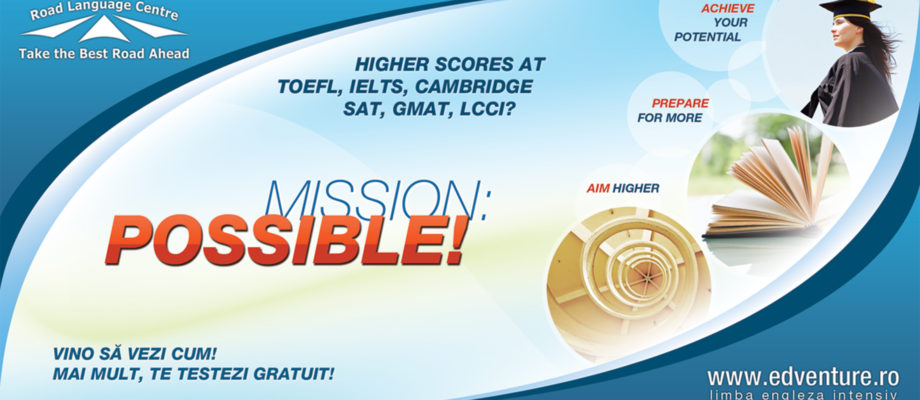 Road Language Centre
Take the Best Road Ahead
HIGHER SCORES AT
TOEFL, IELTS, CAMBRIDGE
SAT, GMAT, LCCI?
ACHIEVE
YOUR
POTENTIAL
PREPARE
FOR MORE
AIM HIGHER
MISSION:
POSSIBLE!
VINO SĂ VEZI CUM!
MAI MULT, TE TESTEZI GRATUIT!
www.edventure.ro
limba engleza intensiv